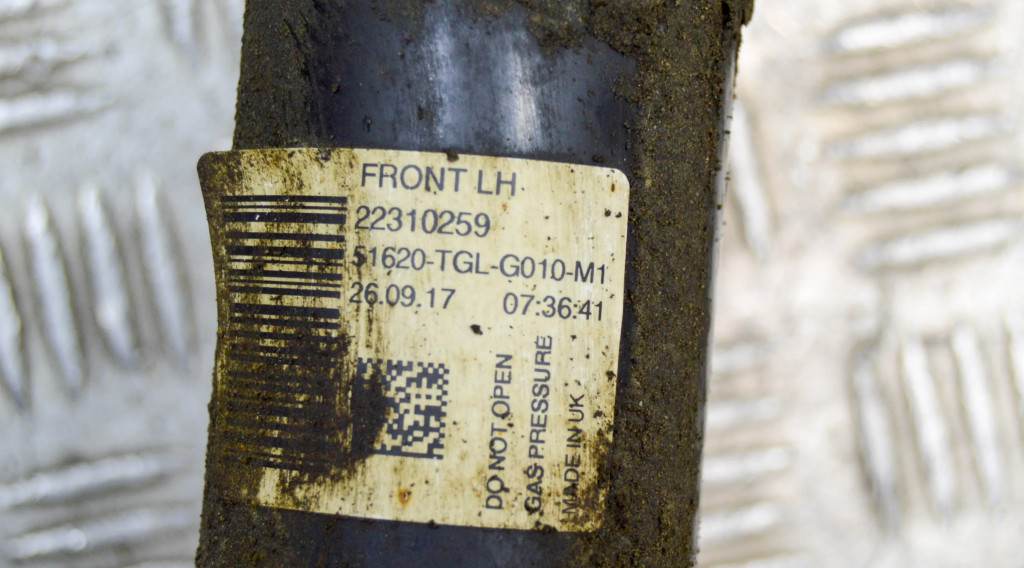 FRONT LH
22310259
51620-TGL-G010-M1
26.09.17 07:36:41
DO NOT OPEN
GAS PRESSURE
MADE IN UK